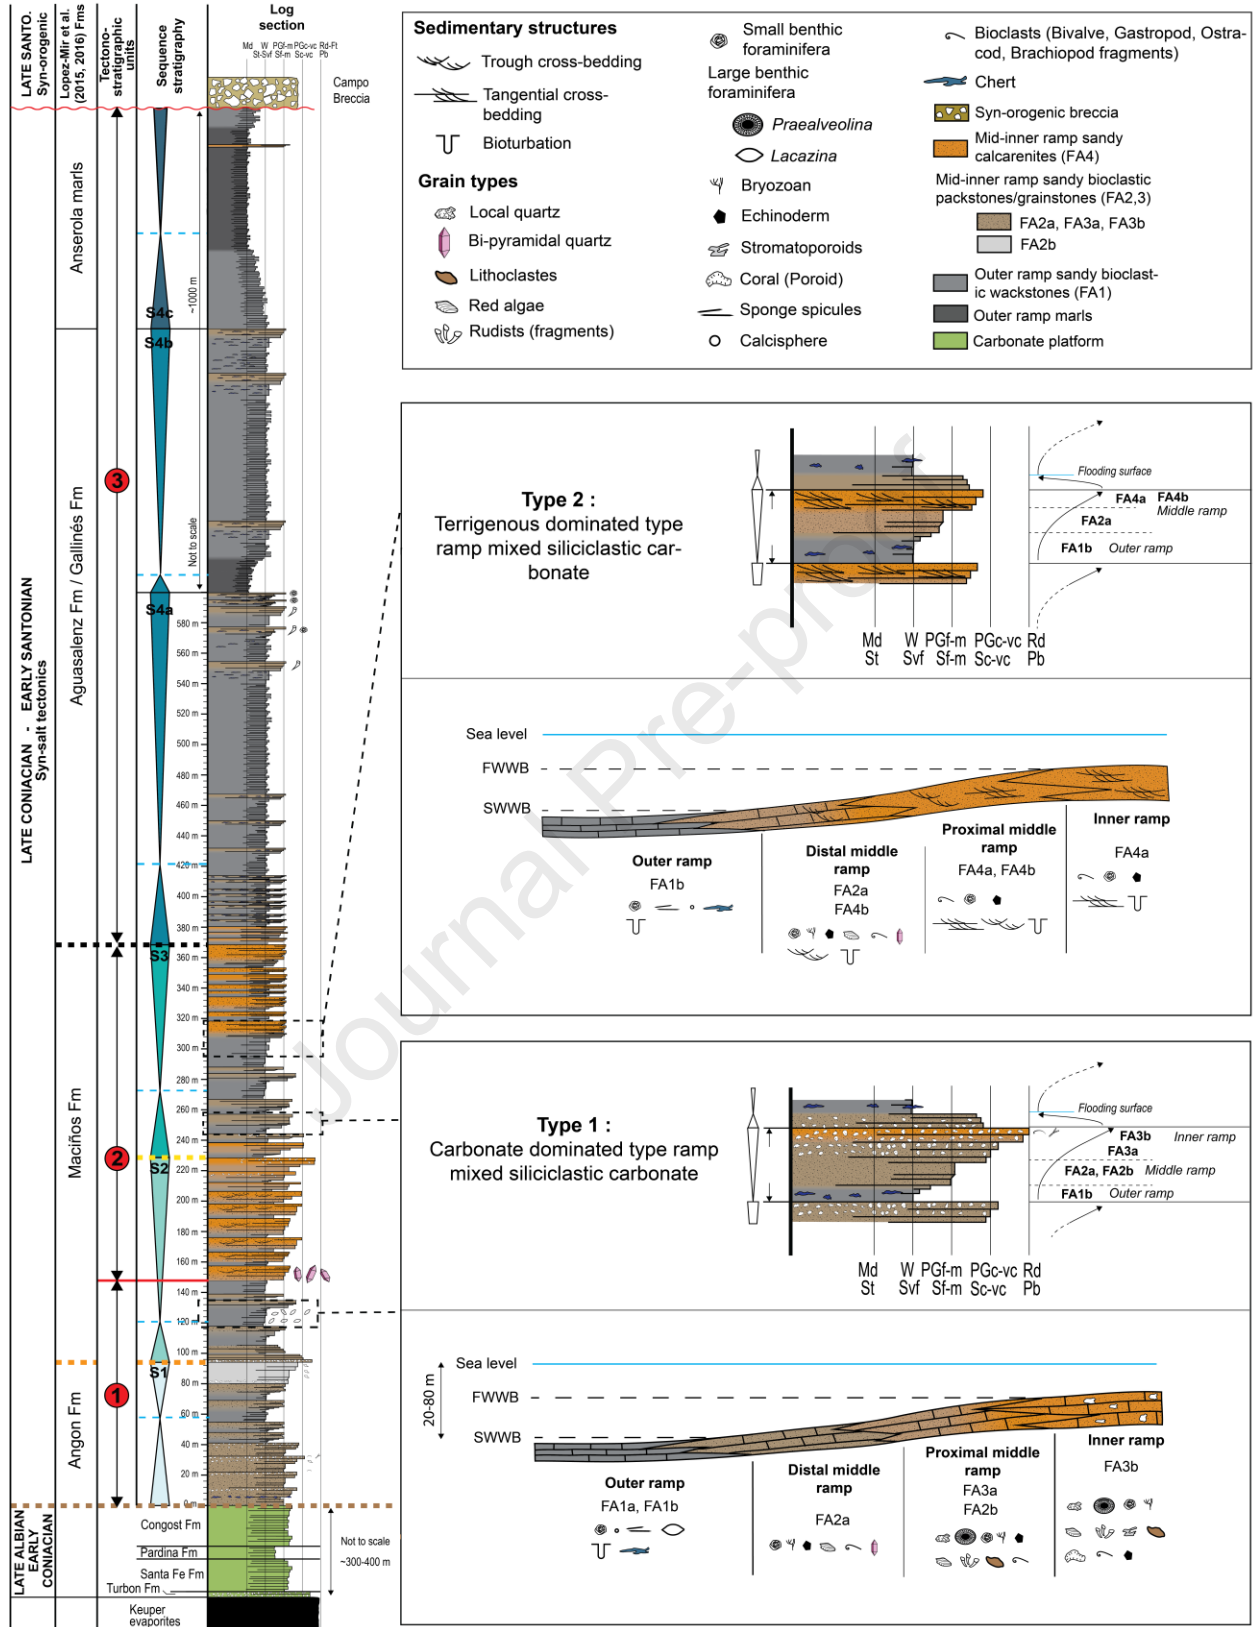 LATE SANTO.
Syn-orogenic
Lopez-Mir et al.
(2015, 2016) Fms
Tectono-
stratigraphic
units
Sequence
stratigraphy
Log
section
Md W PGf-m PGc-vc Rd-Ft
St-Svf Sf-m Sc-vc Pb
Campo
Breccia
LATE CONIACIAN - EARLY SANTONIAN
Syn-salt tectonics
Anserola marls
Aguasalenz Fm / Gallinés Fm
Maciños Fm
Angon Fm
3
2
1
S4c
S4b
S4a
S3
S2
S1
~1000 m
Not to scale
580 m
560 m
540 m
520 m
500 m
480 m
460 m
440 m
420 m
400 m
380 m
360 m
340 m
320 m
300 m
280 m
260 m
240 m
220 m
200 m
180 m
160 m
140 m
120 m
100 m
80 m
60 m
40 m
20 m
0 m
LATE ALBIAN
EARLY
CONIACIAN
Congost Fm
Pardina Fm
Santa Fe Fm
Turbon Fm
Keuper
evaporites
Not to scale
~300-400 m
Sedimentary structures
Trough cross-bedding
Tangential cross-
bedding
Bioturbation
Grain types
Local quartz
Bi-pyramidal quartz
Lithoclastes
Red algae
Rudists (fragments)
Small benthic
foraminifera
Large benthic
foraminifera
Praealveolina
Lacazina
Bryozoan
Echinoderm
Stromatoporoids
Coral (Poroid)
Sponge spicules
Calcisphere
Bioclasts (Bivalve, Gastropod, Ostra-
cod, Brachiopod fragments)
Chert
Syn-orogenic breccia
Mid-inner ramp sandy
calcarenites (FA4)
Mid-inner ramp sandy bioclastic
packstones/grainstones (FA2,3)
FA2a, FA3a, FA3b
FA2b
Outer ramp sandy bioclast-
ic wackstones (FA1)
Outer ramp marls
Carbonate platform
Type 2 :
Terrigenous dominated type
ramp mixed siliciclastic car-
bonate
Flooding surface
FA4a FA4b
Middle ramp
FA2a
FA1b Outer ramp
Md W PGf-m PGc-vc Rd
St Svf Sf-m Sc-vc Pb
Sea level
FWWB
SWWB
Outer ramp
FA1b
Distal middle
ramp
FA2a
FA4b
Proximal middle
ramp
FA4a, FA4b
Inner ramp
FA4a
Type 1 :
Carbonate dominated type ramp
mixed siliciclastic carbonate
Flooding surface
FA3b Inner ramp
FA3a
FA2a, FA2b Middle ramp
FA1b Outer ramp
Md W PGf-m PGc-vc Rd
St Svf Sf-m Sc-vc Pb
Sea level
20-80 m
FWWB
SWWB
Outer ramp
FA1a, FA1b
Distal middle
ramp
FA2a
Proximal middle
ramp
FA3a
FA2b
Inner ramp
FA3b
Journal Pre-proof